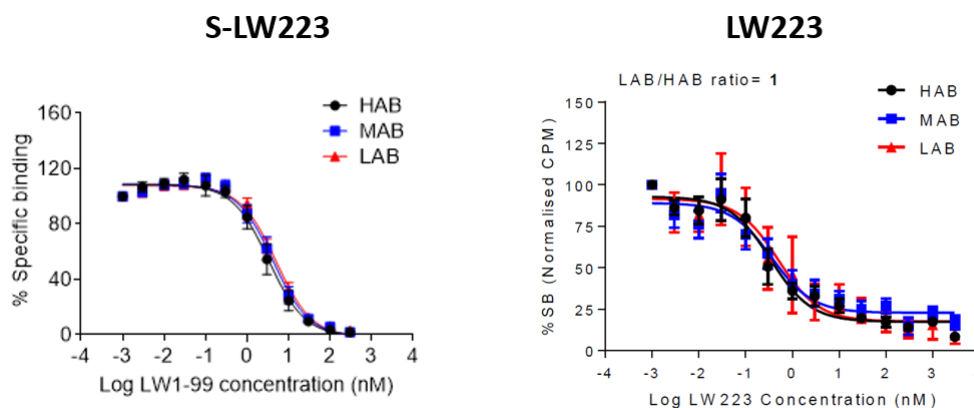 S-LW223
LW223
HAB
MAB
LAB
160
120
80
40
0
% Specific binding
-4 -3 -2 -1 0 1 2 3 4
Log LW1-99 concentration (nM)
LAB/HAB ratio= 1
HAB
MAB
LAB
150
125
100
75
50
25
0
%SB (Normalised CPM)
-4 -3 -2 -1 0 1 2 3
Log LW223 Concentration (nM)